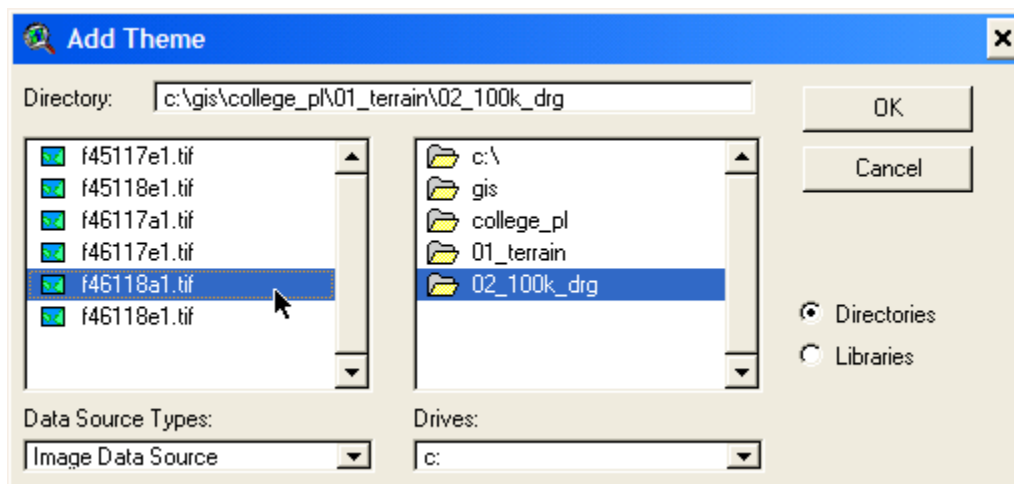 Add Theme
Directory: c:\gis\college_pl\01_terrain\02_100k_drg
OK
Cancel
f45117e1.tif
f45118e1.tif
f46117a1.tif
f46117e1.tif
f46118a1.tif
f46118e1.tif
c:\
gis
college_pl
01_terrain
02_100k_drg
Directories
Libraries
Data Source Types:
Image Data Source
Drives:
c: